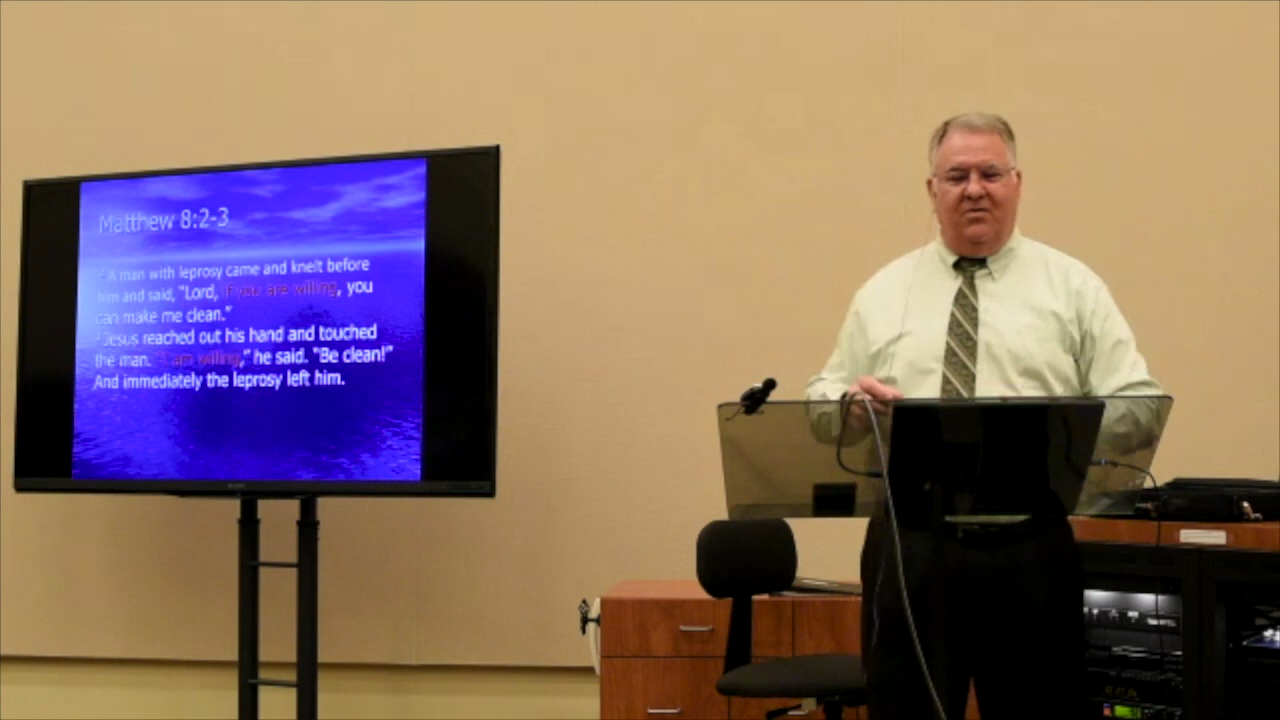 Matthew 8:2-3
² A man with leprosy came and knelt before
him and said, “Lord, if you are willing, you
can make me clean.”
³ Jesus reached out his hand and touched
the man. “I am willing,” he said. “Be clean!”
And immediately the leprosy left him.